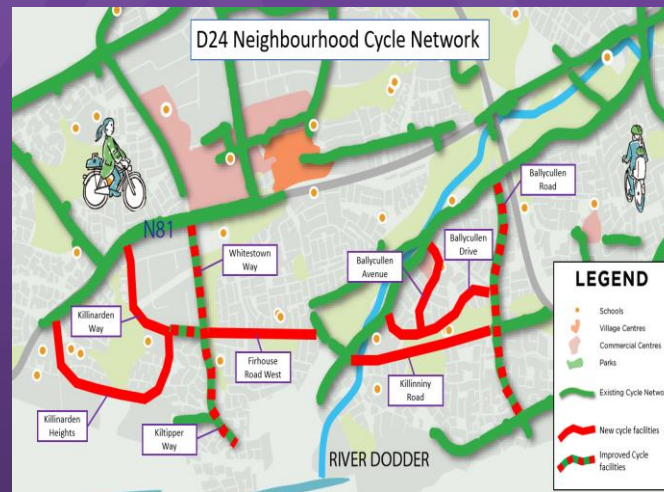 D24 Neighbourhood Cycle Network
N81
Ballycullen
Road
Whitestown
Way
Ballycullen
Drive
Ballycullen
Avenue
Killinarden
Way
Firhouse
Road West
Killinniny
Road
Killinarden
Heights
Kiltipper
Way
RIVER DODDER
LEGEND
Schools
Village Centres
Commercial Centres
Parks
Existing Cycle Netwo
New cycle facilities
Improved Cycle
facilities